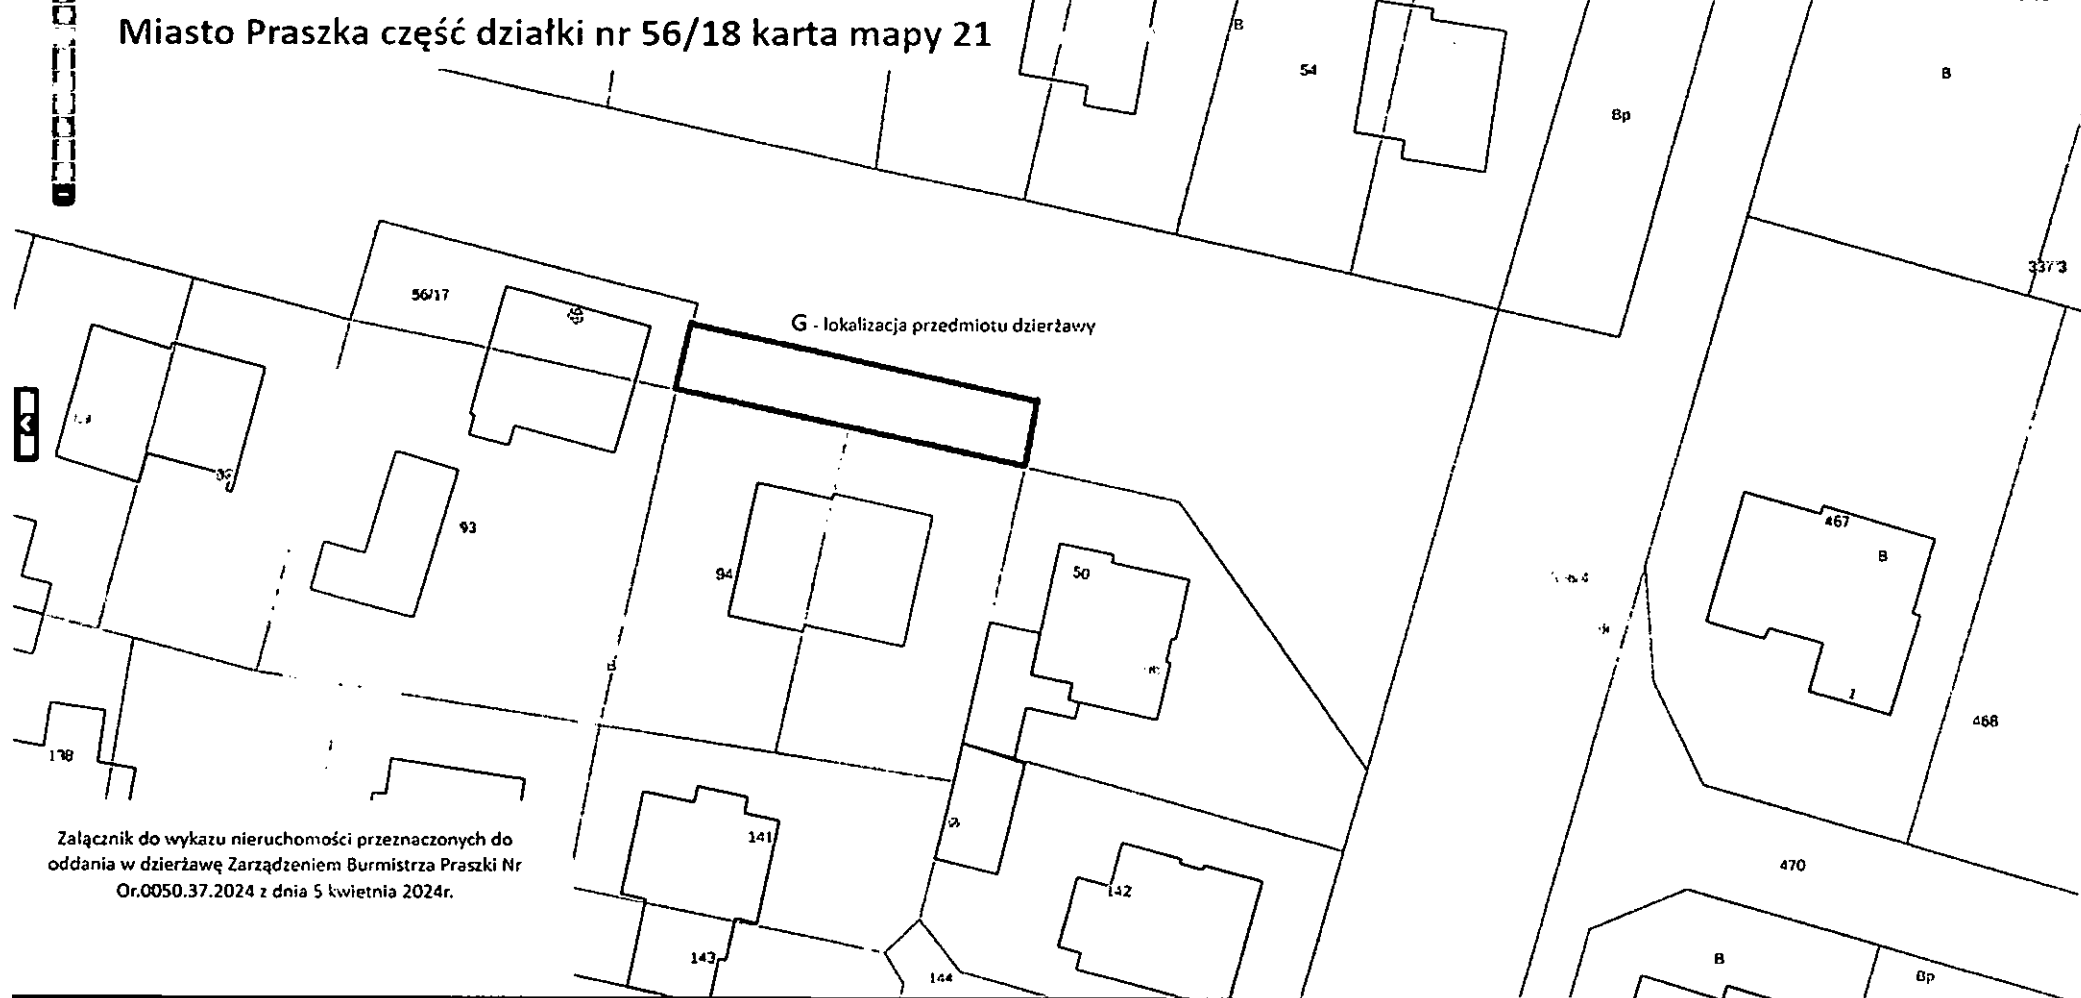 Miasto Praszka część działki nr 56/18 karta mapy 21
B
54
B
Bp
337/3
56/17
G - lokalizacja przedmiotu dzierżawy
93
94
50
467
B
B
1
468
138
141
142
470
143
144
B
Bp
Załącznik do wykazu nieruchomości przeznaczonych do
oddania w dzierżawę Zarządzeniem Burmistrza Praszki Nr
Or.0050.37.2024 z dnia 5 kwietnia 2024r.